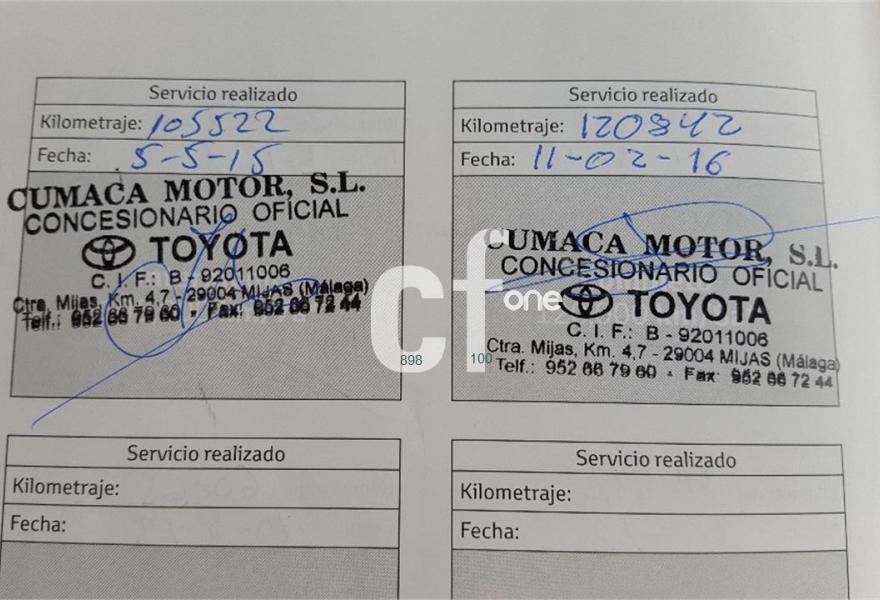 Servicio realizado
Kilometraje: 105522
Fecha: 5-5-15
CUMACA MOTOR, S.L.
CONCESIONARIO OFICIAL
TOYOTA
C. I. F.: B - 92011006
Ctra. Mijas, Km. 4,7 - 29004 MIJAS (Málaga)
Telf.: 952 66 79 60 - Fax: 952 66 72 44
Servicio realizado
Kilometraje: 120842
Fecha: 11-02-16
CUMACA MOTOR, S.L.
CONCESIONARIO OFICIAL
TOYOTA
C. I. F.: B - 92011006
Ctra. Mijas, Km. 4,7 - 29004 MIJAS (Málaga)
Telf.: 952 66 79 60 - Fax: 952 66 72 44
cf one
898 100
Servicio realizado
Kilometraje:
Fecha:
Servicio realizado
Kilometraje:
Fecha: